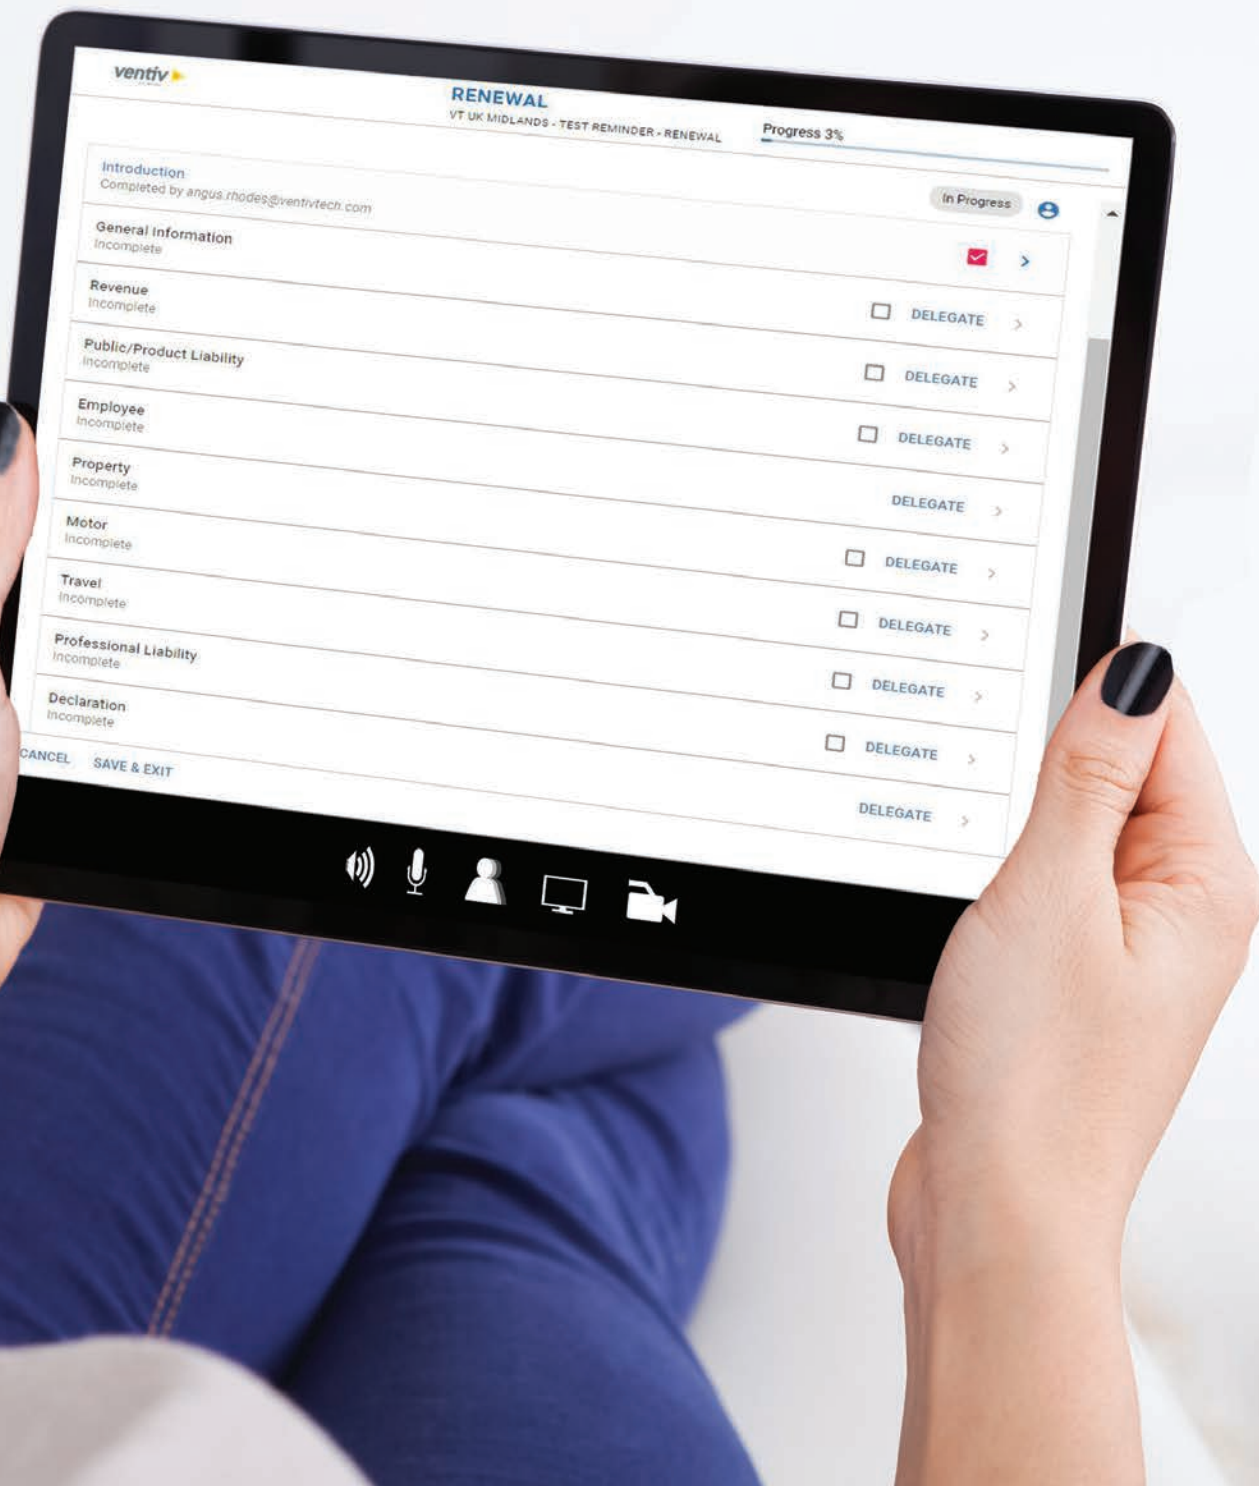 ventiv
RENEWAL
VT UK MIDLANDS - TEST REMINDER - RENEWAL
Progress 3%
In Progress
Introduction
Completed by angus.rhodes@ventivtech.com
General Information
Incomplete
DELEGATE
Revenue
Incomplete
DELEGATE
Public/Product Liability
Incomplete
DELEGATE
Employee
Incomplete
DELEGATE
Property
Incomplete
DELEGATE
Motor
Incomplete
DELEGATE
Travel
Incomplete
DELEGATE
Professional Liability
Incomplete
DELEGATE
Declaration
Incomplete
DELEGATE
CANCEL SAVE & EXIT